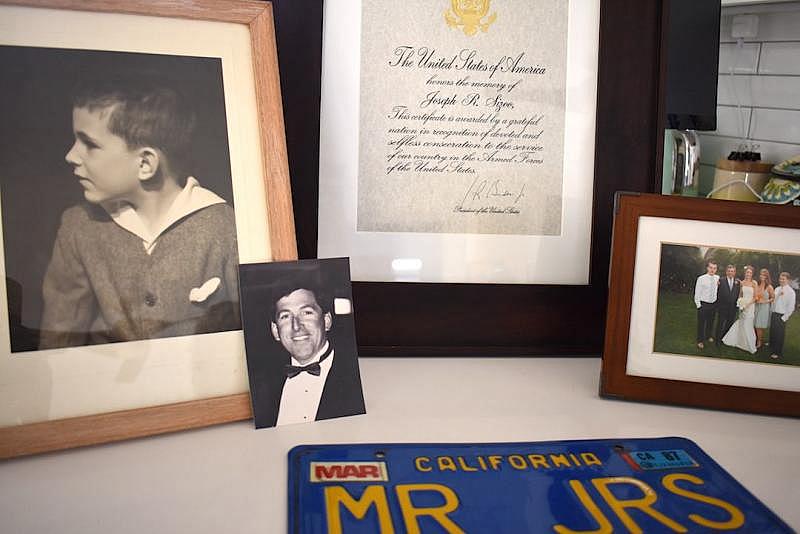 The United States of America
honors the memory of
Joseph R. Sizoo,
This certificate is awarded by a grateful
nation in recognition of devoted and
selfless consecration to the service
of our country in the Armed Forces
of the United States.
President of the United States
MAR
CALIFORNIA
CA 87
MR JRS